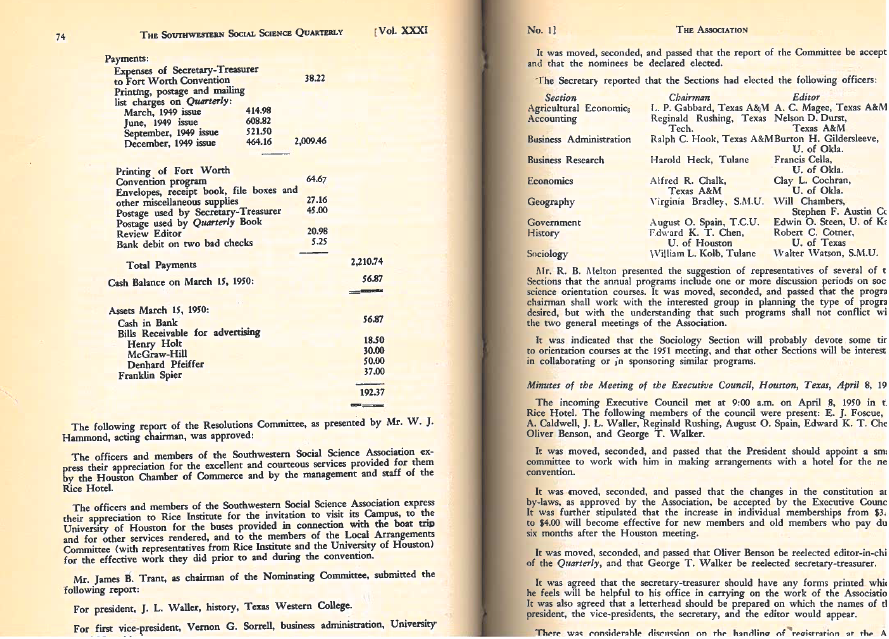 74 THE SOUTHWESTERN SOCIAL SCIENCE QUARTERLY [Vol. XXXI
Payments:
Expenses of Secretary-Treasurer
to Fort Worth Convention 38.22
Printing, postage and mailing
list charges on Quarterly:
March, 1949 issue 414.98
June, 1949 issue 608.82
September, 1949 issue 521.50
December, 1949 issue 464.16 2,009.46
Printing of Fort Worth
Convention program 64.67
Envelopes, receipt book, file boxes and
other miscellaneous supplies 27.16
Postage used by Secretary-Treasurer 45.00
Postage used by Quarterly Book
Review Editor 20.98
Bank debit on two bad checks 5.25
Total Payments 2,210.74
Cash Balance on March 15, 1950: 56.87
Assets March 15, 1950:
Cash in Bank 56.87
Bills Receivable for advertising
Henry Holt 18.50
McGraw-Hill 30.00
Denhard Pfeiffer 50.00
Franklin Spier 37.00
192.37
The following report of the Resolutions Committee, as presented by Mr. W. J.
Hammond, acting chairman, was approved:
The officers and members of the Southwestern Social Science Association ex-
press their appreciation for the excellent and courteous services provided for them
by the Houston Chamber of Commerce and by the management and staff of the
Rice Hotel.
The officers and members of the Southwestern Social Science Association express
their appreciation to Rice Institute for the invitation to visit its Campus, to the
University of Houston for the buses provided in connection with the boat trip
and for other services rendered, and to the members of the Local Arrangements
Committee (with representatives from Rice Institute and the University of Houston)
for the effective work they did prior to and during the convention.
Mr. James B. Trant, as chairman of the Nominating Committee, submitted the
following report:
For president, J. L. Waller, history, Texas Western College.
For first vice-president, Vernon G. Sorrell, business administration, University
No. 1] THE ASSOCIATION
It was moved, seconded, and passed that the report of the Committee be accept
and that the nominees be declared elected.
The Secretary reported that the Sections had elected the following officers:
Section Chairman Editor
Agricultural Economics L. P. Gabbard, Texas A&M A. C. Magee, Texas A&M
Accounting Reginald Rushing, Texas Nelson D. Durst,
Tech. Texas A&M
Business Administration Ralph C. Hook, Texas A&M Burton H. Gildersleeve,
U. of Okla.
Business Research Harold Heck, Tulane Francis Cella,
U. of Okla.
Economics Alfred R. Chalk, Clay L. Cochran,
Texas A&M U. of Okla.
Geography Virginia Bradley, S.M.U. Will Chambers,
Stephen F. Austin Co
Government August O. Spain, T.C.U. Edwin O. Steen, U. of K
History Edward K. T. Chen, Robert C. Cotner,
U. of Houston U. of Texas
Sociology William L. Kolb, Tulane Walter Watson, S.M.U.
Mr. R. B. Melton presented the suggestion of representatives of several of t
Sections that the annual programs include one or more discussion periods on soc
science orientation courses. It was moved, seconded, and passed that the progra
chairman shall work with the interested group in planning the type of progra
desired, but with the understanding that such programs shall not conflict wi
the two general meetings of the Association.
It was indicated that the Sociology Section will probably devote some tim
to orientation courses at the 1951 meeting, and that other Sections will be interest
in collaborating or in sponsoring similar programs.
Minutes of the Meeting of the Executive Council, Houston, Texas, April 8, 19
The incoming Executive Council met at 9:00 a.m. on April 8, 1950 in t
Rice Hotel. The following members of the council were present: E. J. Foscue,
A. Caldwell, J. L. Waller, Reginald Rushing, August O. Spain, Edward K. T. Che
Oliver Benson, and George T. Walker.
It was moved, seconded, and passed that the President should appoint a sma
committee to work with him in making arrangements with a hotel for the ne
convention.
It was moved, seconded, and passed that the changes in the constitution a
by-laws, as approved by the Association, be accepted by the Executive Counc
It was further stipulated that the increase in individual memberships from $3.
to $4.00 will become effective for new members and old members who pay du
six months after the Houston meeting.
It was moved, seconded, and passed that Oliver Benson be reelected editor-in-chi
of the Quarterly, and that George T. Walker be reelected secretary-treasurer.
It was agreed that the secretary-treasurer should have any forms printed whic
he feels will be helpful to his office in carrying on the work of the Associatio
It was also agreed that a letterhead should be prepared on which the names of t
president, the vice-presidents, the secretary, and the editor would appear.
There was considerable discussion on the handling of registration at the A